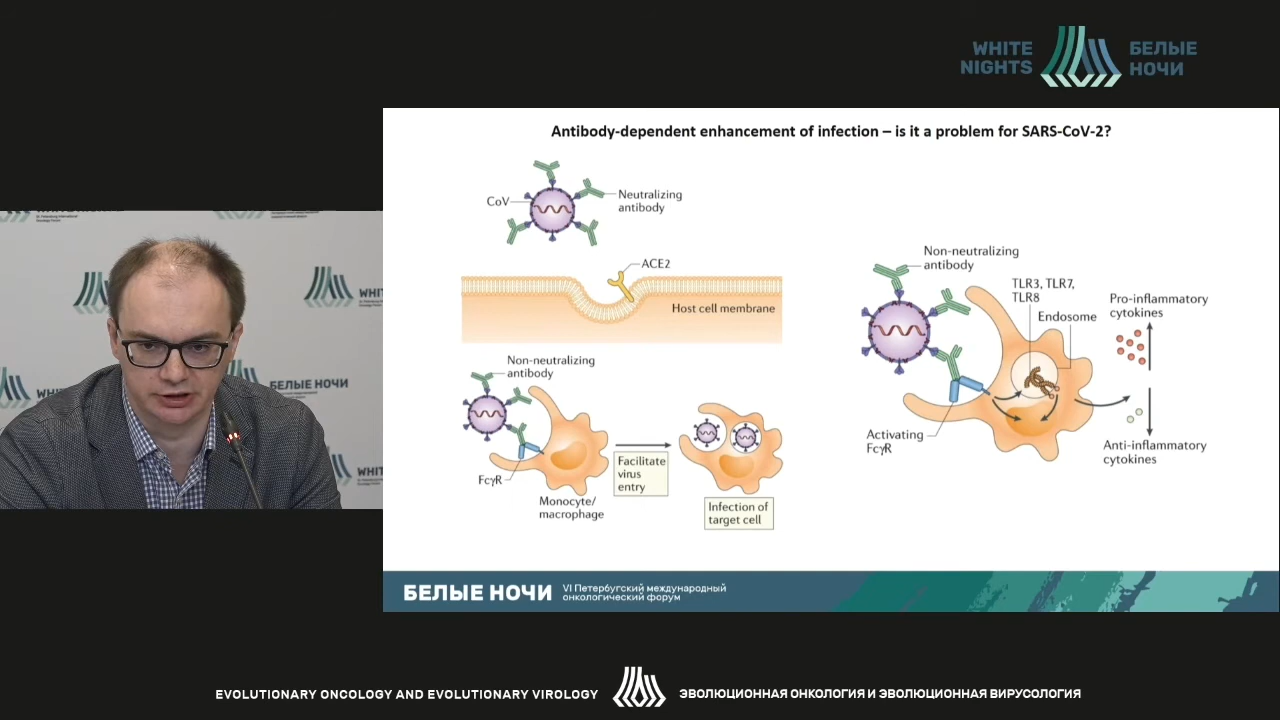 WHITE
NIGHTS
БЕЛЫЕ
НОЧИ
Antibody-dependent enhancement of infection – is it a problem for SARS-CoV-2?
CoV
Neutralizing
antibody
ACE2
Host cell membrane
Non-neutralizing
antibody
FcγR
Monocyte/
macrophage
Facilitate
virus
entry
Infection of
target cell
Non-neutralizing
antibody
TLR3, TLR7,
TLR8
Endosome
Pro-inflammatory
cytokines
Activating
FcγR
Anti-inflammatory
cytokines
WHITE
БЕЛЫЕ НОЧИ
WHITE
БЕЛЫЕ НОЧИ
VI Петербугский международный
онкологический форум
EVOLUTIONARY ONCOLOGY AND EVOLUTIONARY VIROLOGY
ЭВОЛЮЦИОННАЯ ОНКОЛОГИЯ И ЭВОЛЮЦИОННАЯ ВИРУСОЛОГИЯ